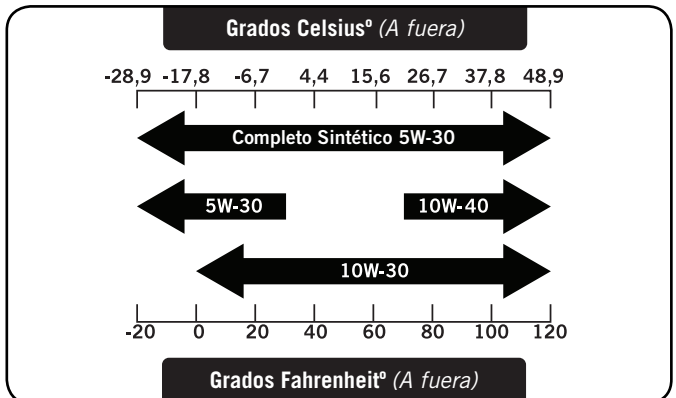 Grados Celsiusº (A fuera)
-28,9 -17,8 -6,7 4,4 15,6 26,7 37,8 48,9
Completo Sintético 5W-30
5W-30 10W-40
10W-30
-20 0 20 40 60 80 100 120
Grados Fahrenheitº (A fuera)